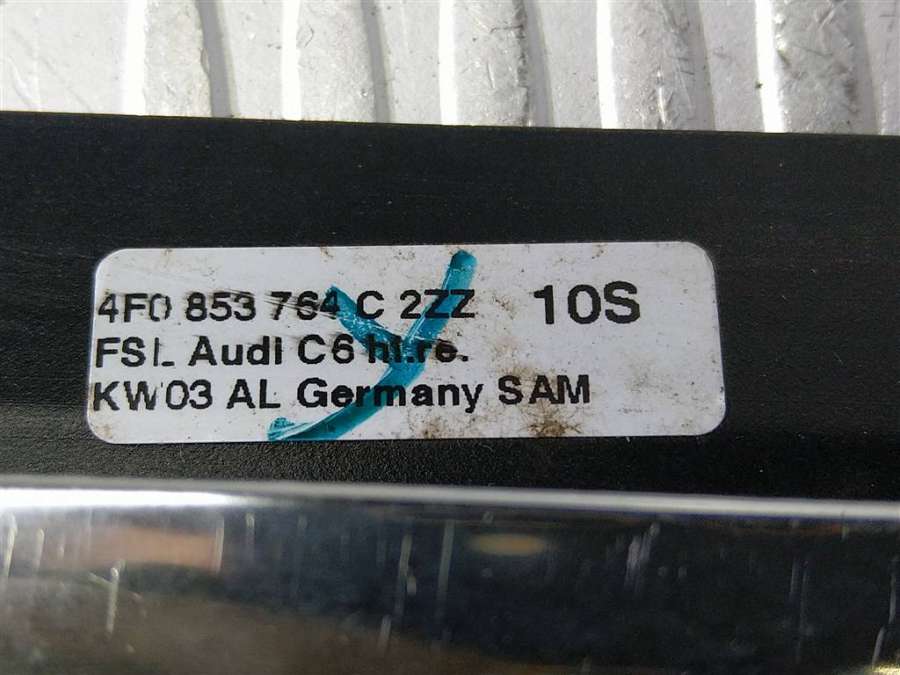 4F0 853 764 C 2ZZ 10S
FSL Audi C6 hi.re.
KW03 AL Germany SAM